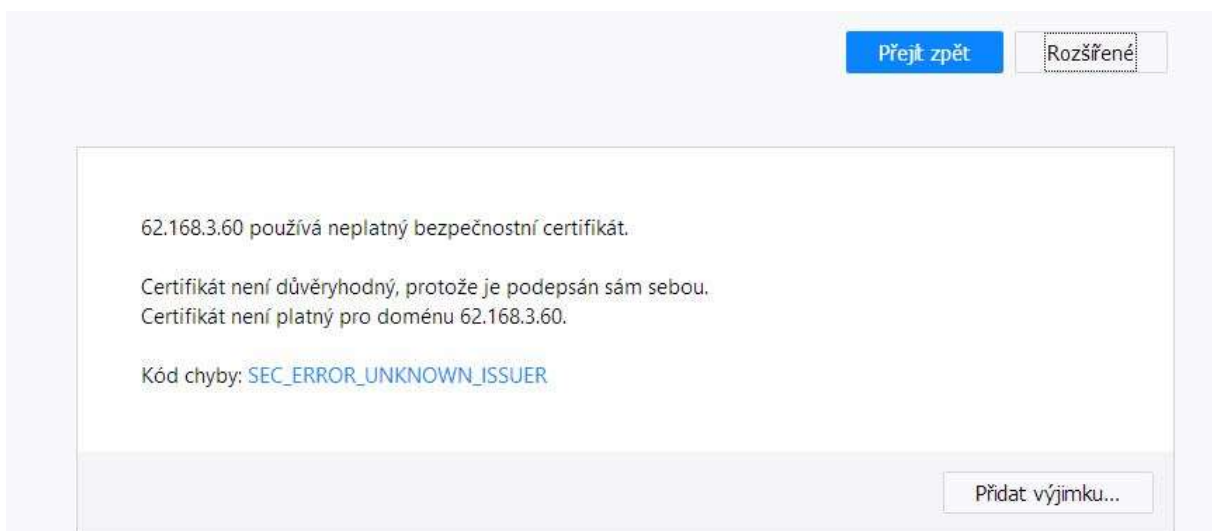 Přejít zpět
Rozšířené
62.168.3.60 používá neplatný bezpečnostní certifikát.
Certifikát není důvěryhodný, protože je podepsán sám sebou.
Certifikát není platný pro doménu 62.168.3.60.
Kód chyby: SEC_ERROR_UNKNOWN_ISSUER
Přidat výjimku...